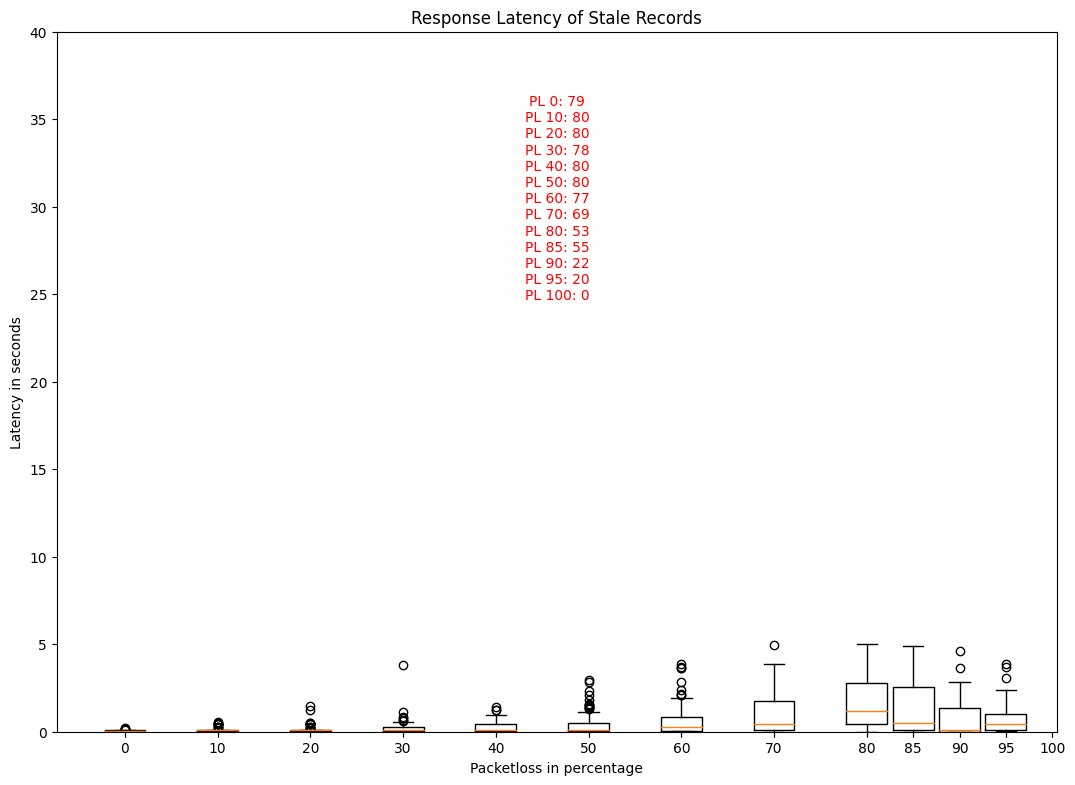 Response Latency of Stale Records
40
35
30
25
20
15
10
5
0
Latency in seconds
PL 0: 79
PL 10: 80
PL 20: 80
PL 30: 78
PL 40: 80
PL 50: 80
PL 60: 77
PL 70: 69
PL 80: 53
PL 85: 55
PL 90: 22
PL 95: 20
PL 100: 0
0 10 20 30 40 50 60 70 80 85 90 95 100
Packetloss in percentage